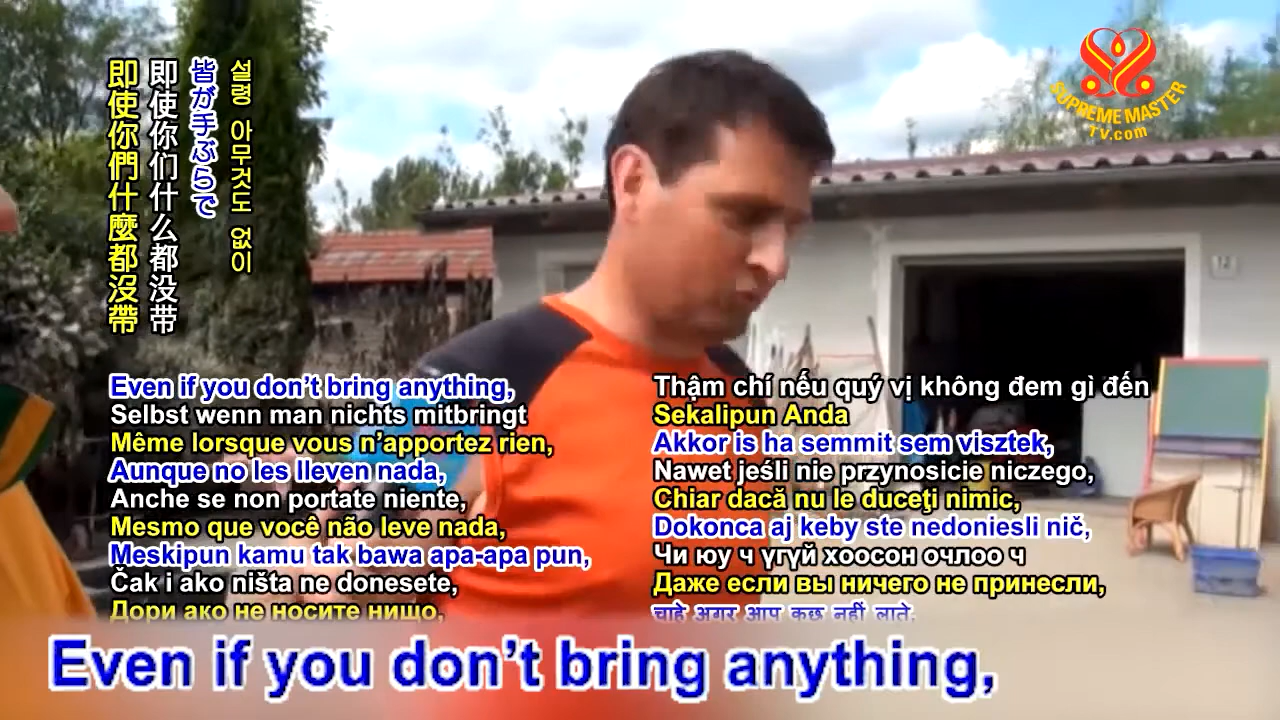 即使你們什麼都沒帶
即使你们什么都没带
皆が手ぶらで
설령 아무것도 없이
SUPREME MASTER
TV.com
12
Even if you don't bring anything,
Selbst wenn man nichts mitbringt
Même lorsque vous n'apportez rien,
Aunque no les lleven nada,
Anche se non portate niente,
Mesmo que você não leve nada,
Meskipun kamu tak bawa apa-apa pun,
Čak i ako ništa ne donesete,
Дори ако не носите нищо,
Thậm chí nếu quý vị không đem gì đến
Sekalipun Anda
Akkor is ha semmit sem visztek,
Nawet jeśli nie przynosicie niczego,
Chiar dacă nu le duceţi nimic,
Dokonca aj keby ste nedoniesli nič,
Чи юу ч үгүй хоосон очлоо ч
Даже если вы ничего не принесли,
चाहे अगर आप कुछ नहीं लाते,
Even if you don't bring anything,